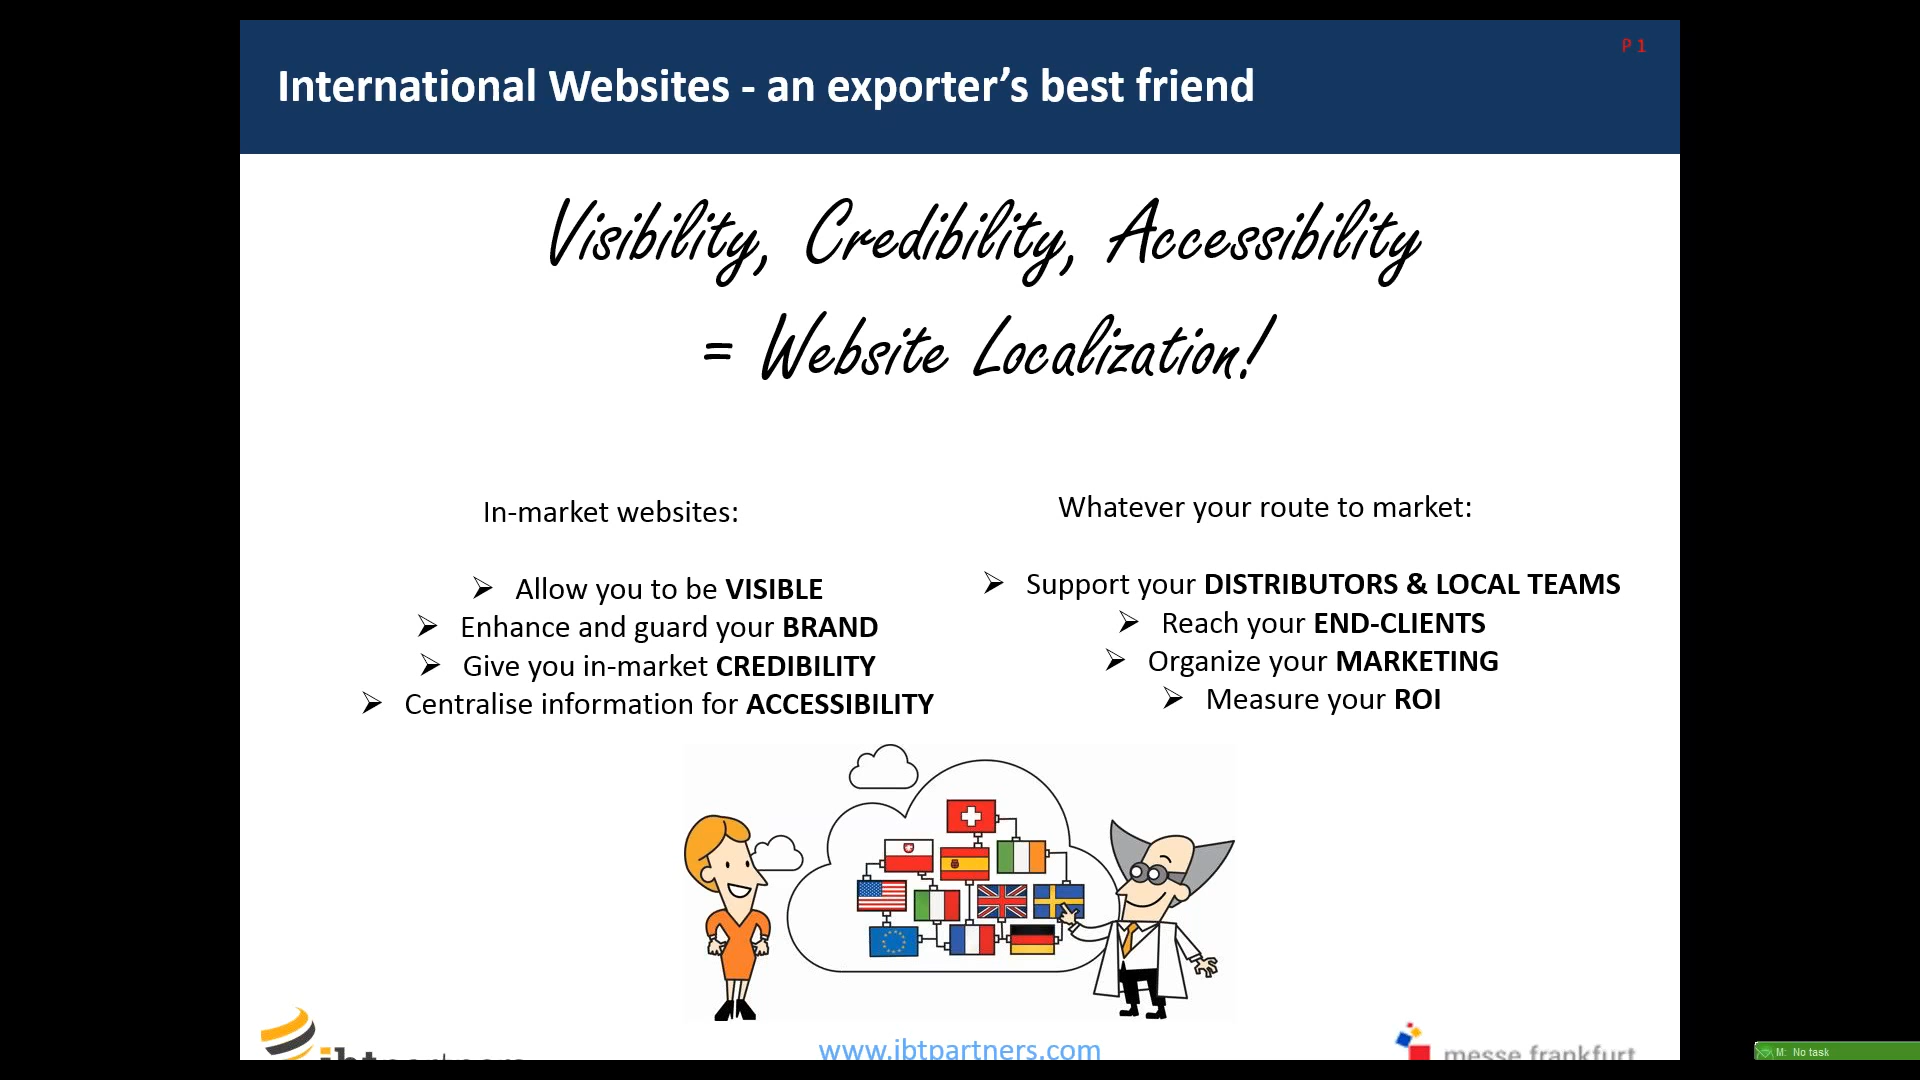 P 1
International Websites - an exporter’s best friend
Visibility, Credibility, Accessibility
= Website Localization!
In-market websites:
➢ Allow you to be VISIBLE
➢ Enhance and guard your BRAND
➢ Give you in-market CREDIBILITY
➢ Centralise information for ACCESSIBILITY
Whatever your route to market:
➢ Support your DISTRIBUTORS & LOCAL TEAMS
➢ Reach your END-CLIENTS
➢ Organize your MARKETING
➢ Measure your ROI
www.ibtpartners.com
messe frankfurt
M: No task